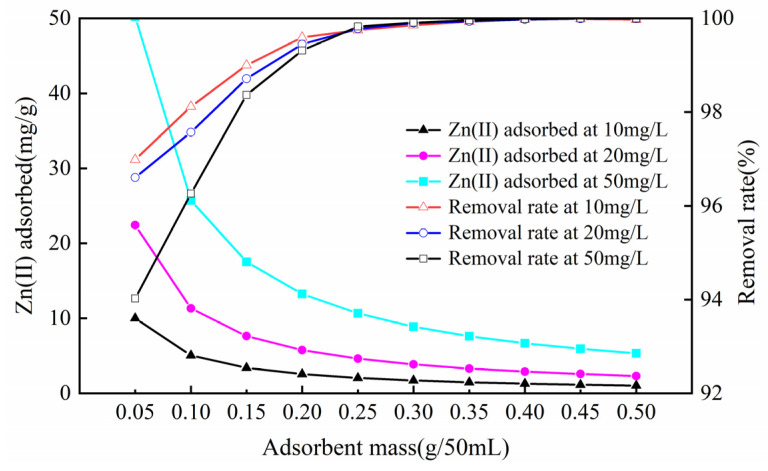 50
40
30
20
10
0
Zn(II) adsorbed(mg/g)
100
98
96
94
92
Removal rate(%)
Zn(II) adsorbed at 10mg/L
Zn(II) adsorbed at 20mg/L
Zn(II) adsorbed at 50mg/L
Removal rate at 10mg/L
Removal rate at 20mg/L
Removal rate at 50mg/L
0.05 0.10 0.15 0.20 0.25 0.30 0.35 0.40 0.45 0.50
Adsorbent mass(g/50mL)